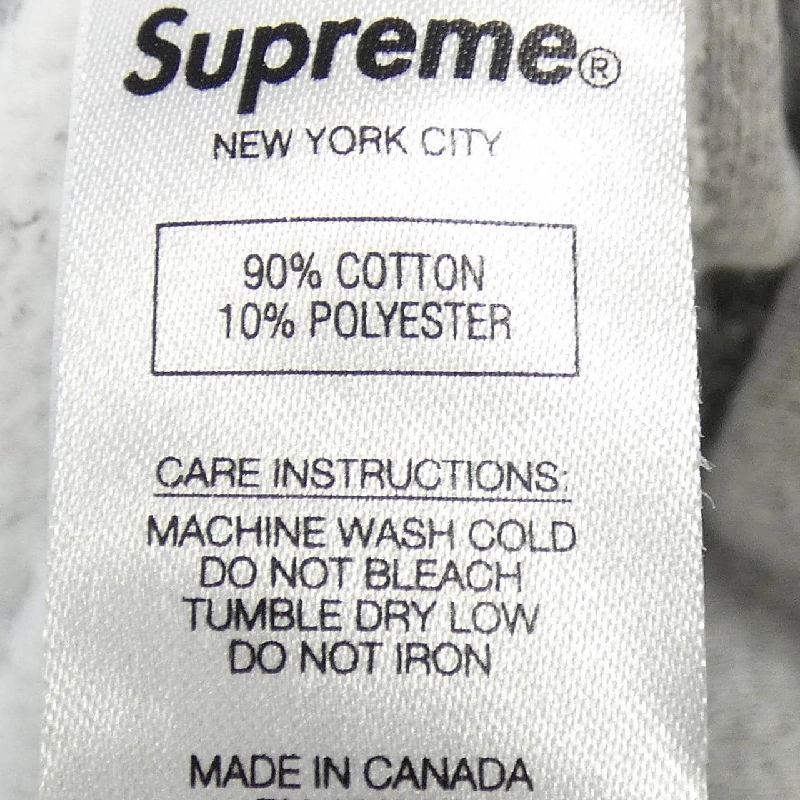 Supreme®
NEW YORK CITY
90% COTTON
10% POLYESTER
CARE INSTRUCTIONS:
MACHINE WASH COLD
DO NOT BLEACH
TUMBLE DRY LOW
DO NOT IRON
MADE IN CANADA